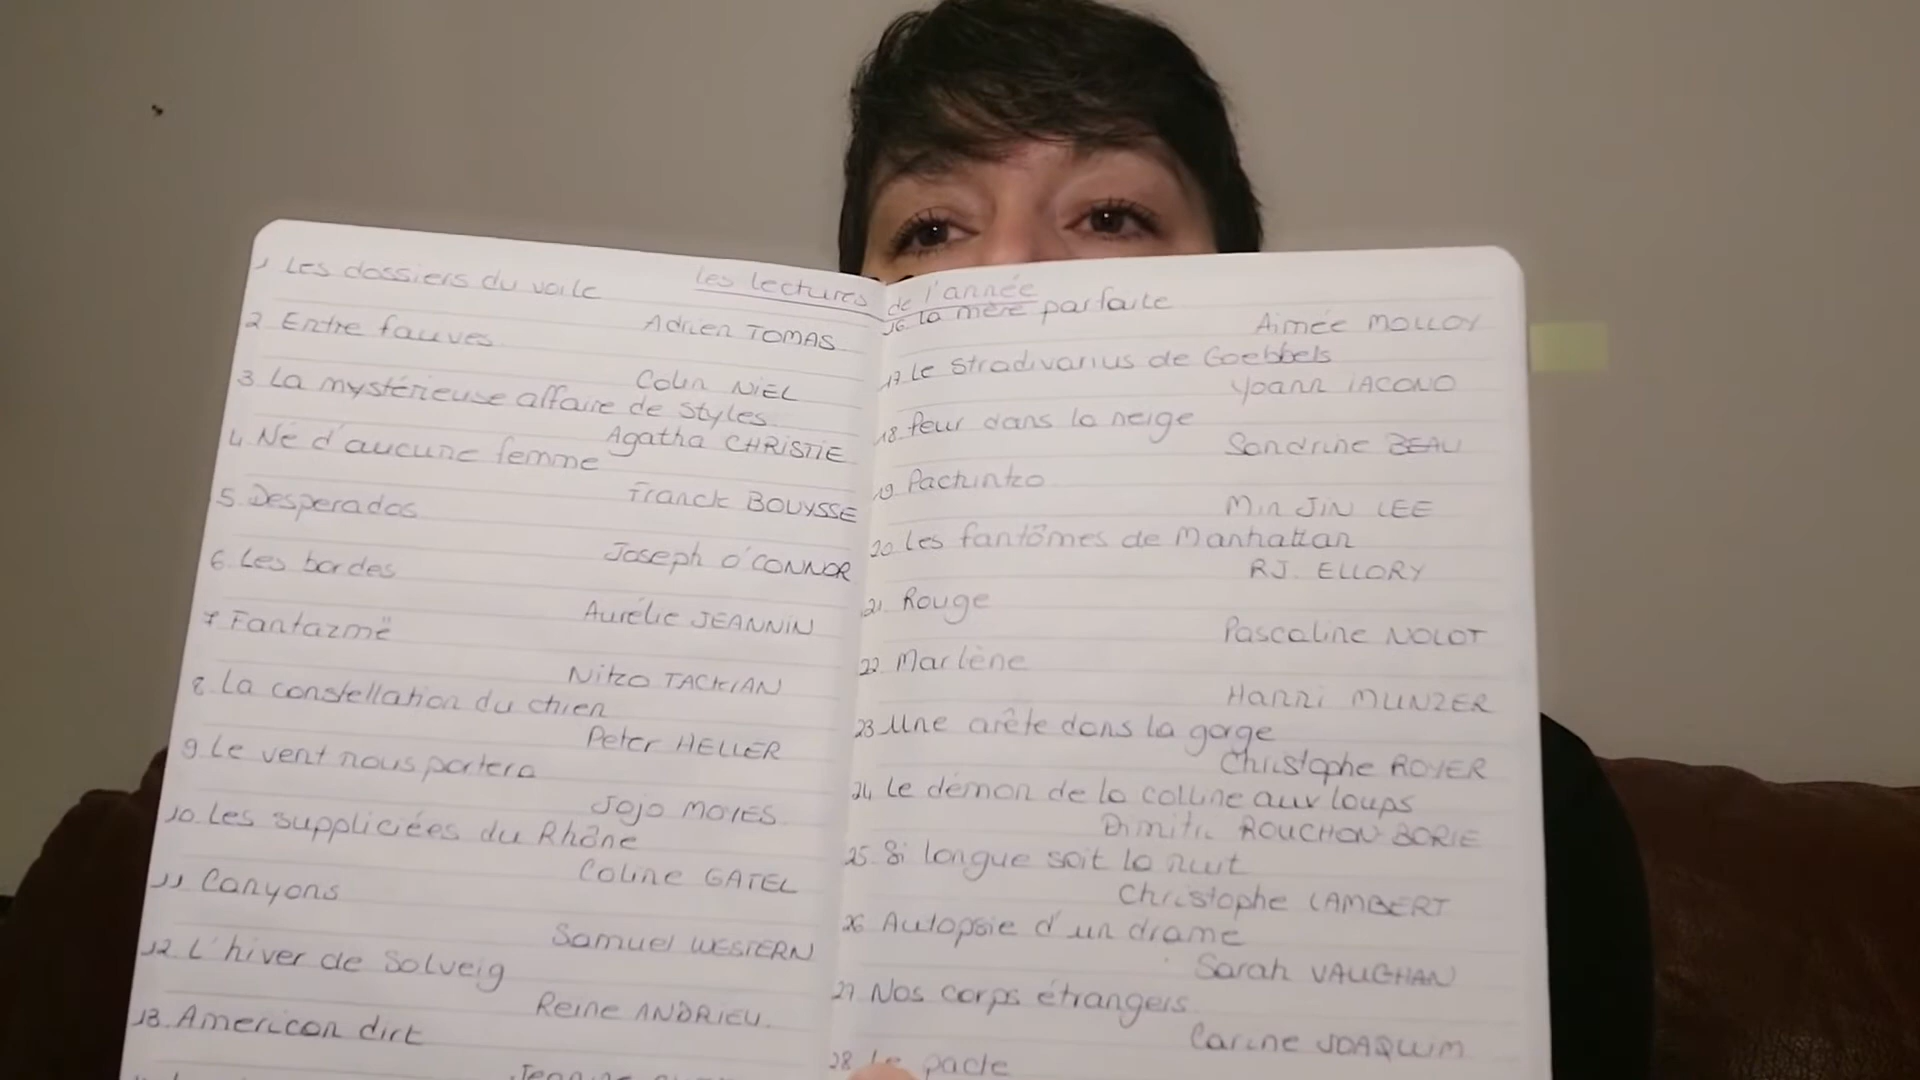 Les lectures de l'année
1 Les dossiers du voile
Adrien TOMAS
2 Entre fauves
Colin NIEL
3 La mystérieuse affaire de styles
Agatha CHRISTIE
4 Né d'aucune femme
Franck BOUYSSE
5. Desperados
Joseph O'CONNOR
6. Les bordes
Aurélie JEANNIN
7 Fantazmë
Niko TACKIAN
8. La constellation du chien
Peter HELLER
9. Le vent nous portera
Jojo MOYES
10. Les suppliciées du Rhône
Coline GATEL
11 Canyons
Samuel WESTERN
12. L'hiver de Solveig
Reine ANDRIEU.
13. American dirt
16. La mère parfaite
Aimée MOLLOY
17. Le stradivarius de Goebbels
Yoann IACONO
18. Peur dans la neige
Sandrine BEAU
19 Pachinko
Min JIN LEE
20 Les fantômes de Manhattan
RJ. ELLORY
21. Rouge
Pascaline NOLOT
22 Marlène
Hanni MUNZER
23 Une arête dans la gorge
Christophe ROYER
24 Le démon de la colline aux loups
Dimitri ROUCHON BORIE
25. Si longue soit la nuit
Christophe LAMBERT
26 Autopsie d'un drame
Sarah VAUGHAN
27 Nos corps étrangers
Carine JOAQUIM
28 Le pacte